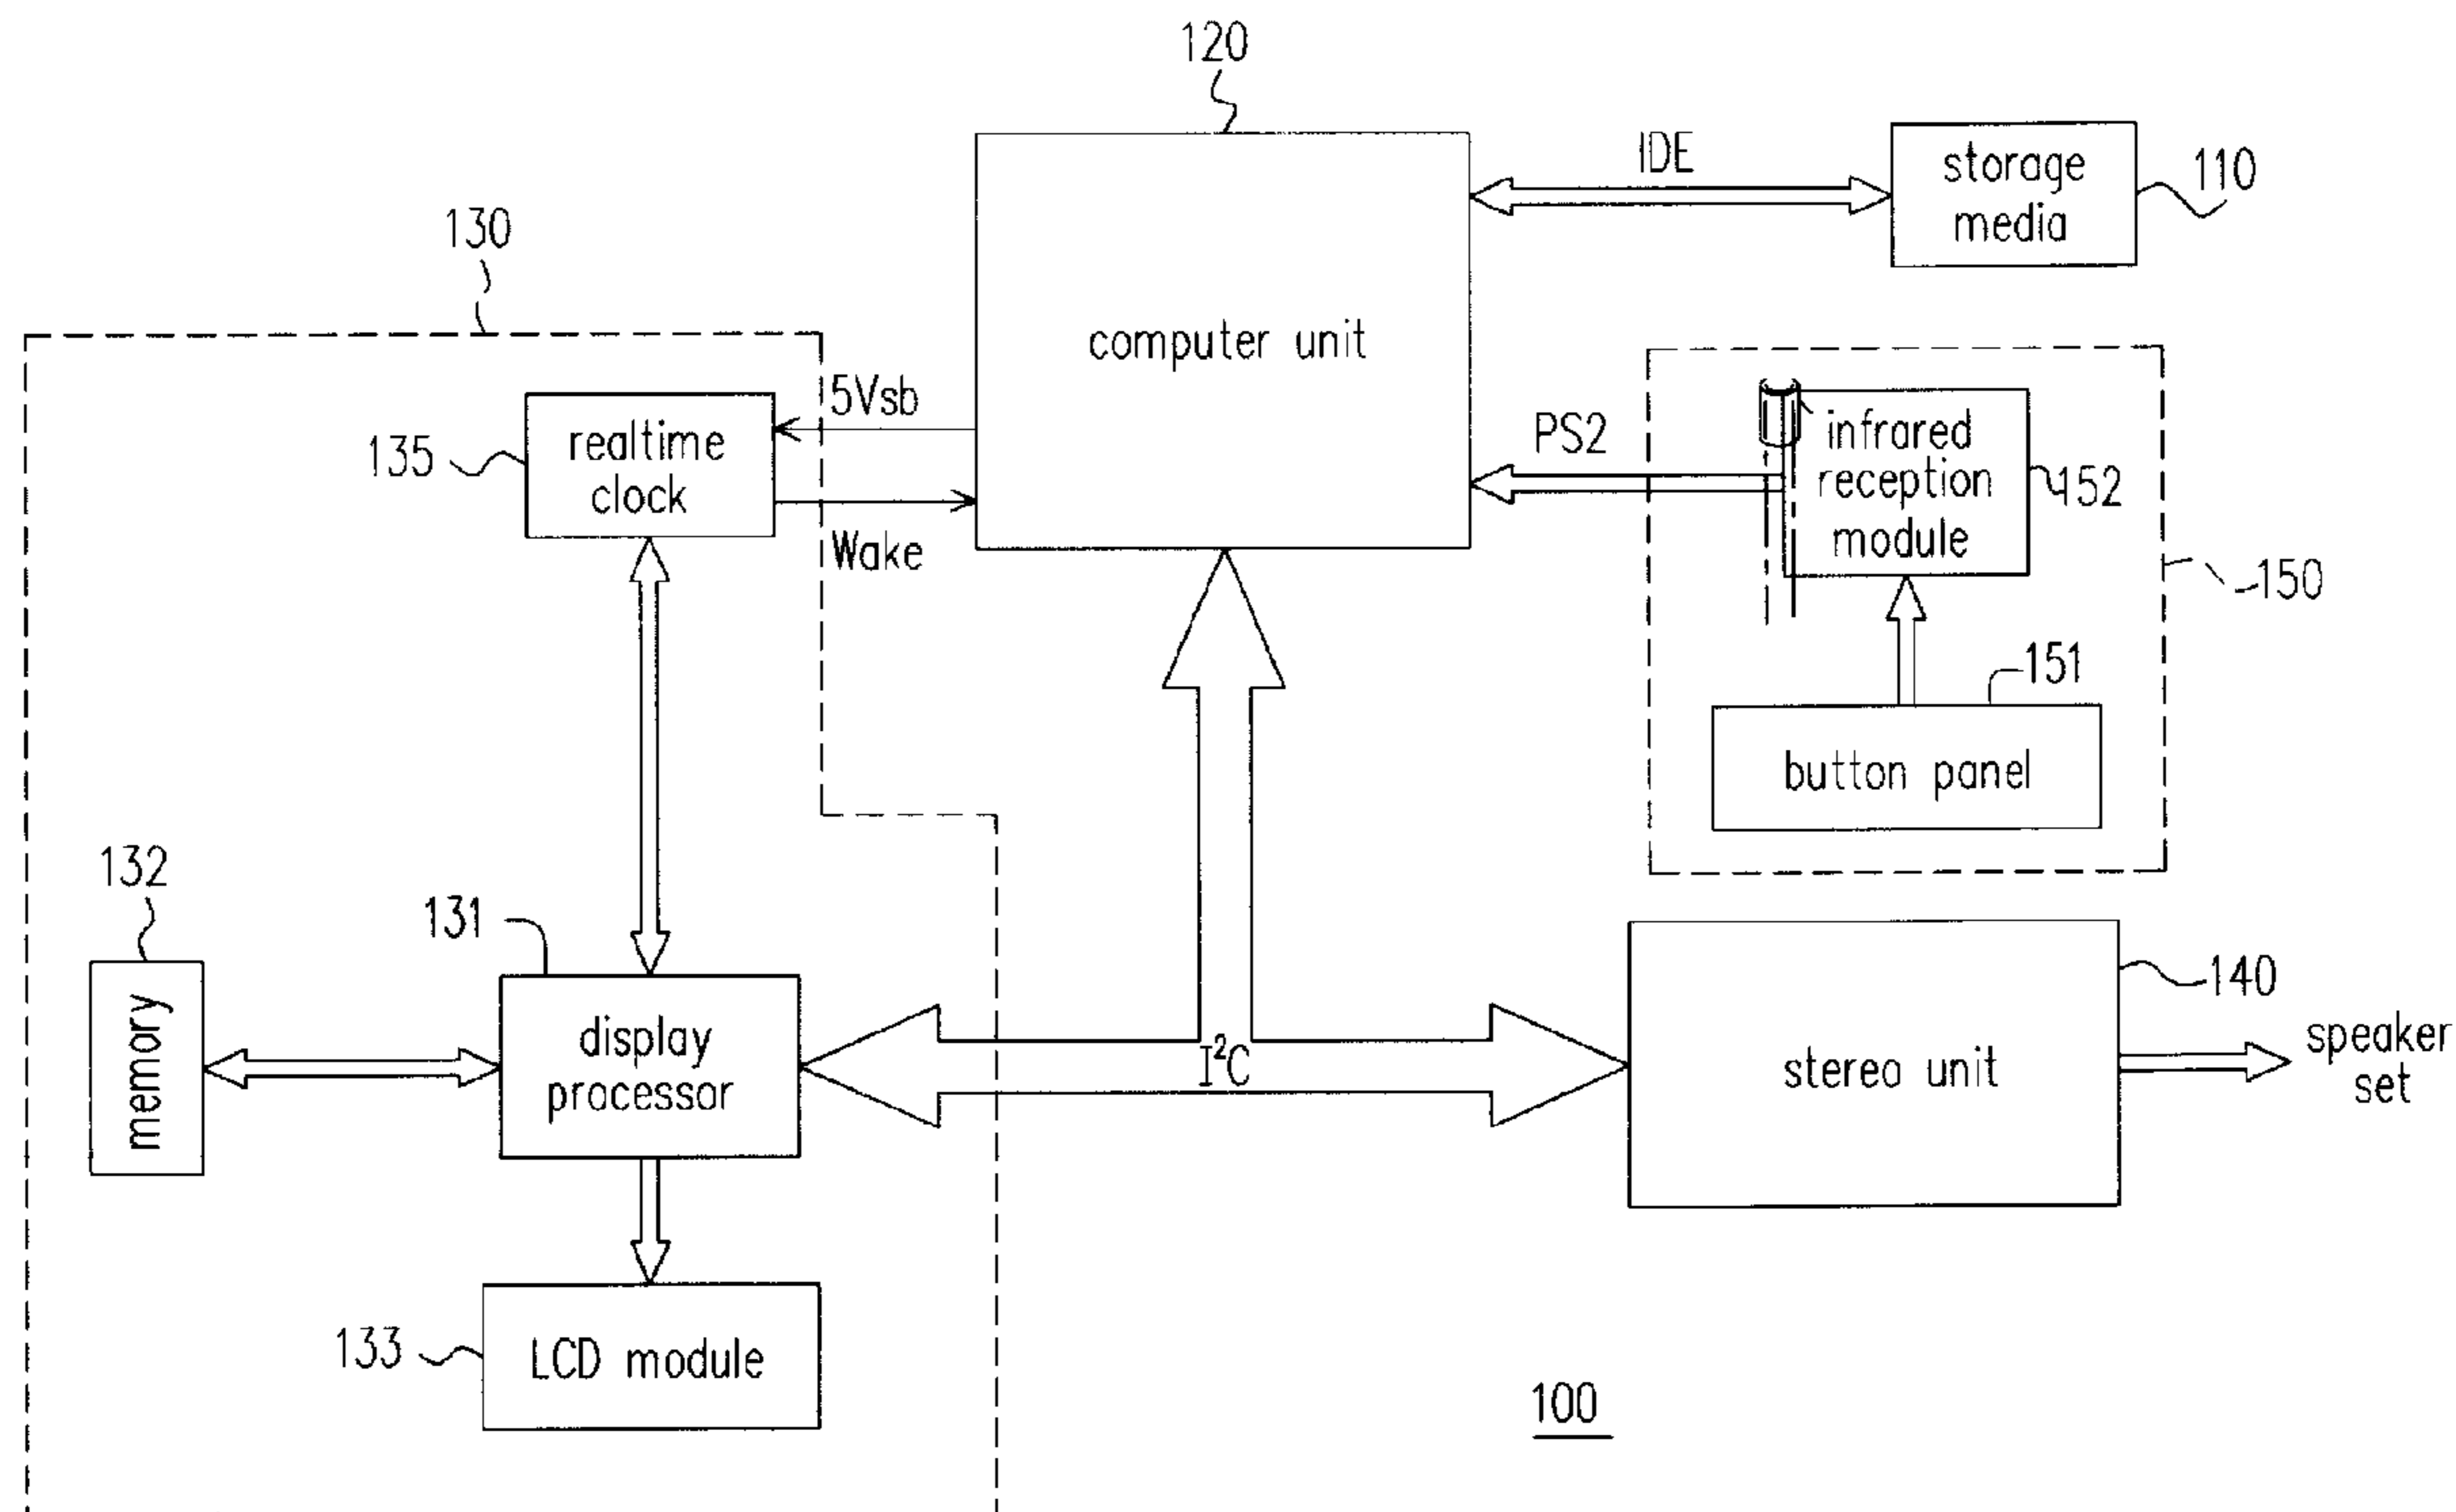 120
IDE
storage
media
110
130
computer unit
5Vsb
realtime
clock
135
Wake
PS2
infrared
reception
module
152
150
151
button panel
132
131
memory
display
processor
I²C
140
stereo unit
speaker
set
133
LCD module
100